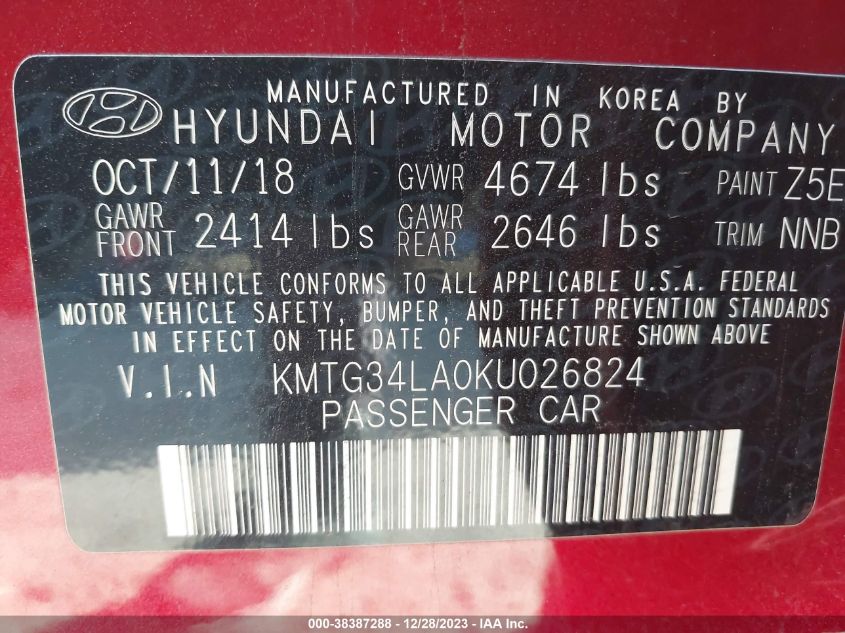 MANUFACTURED IN KOREA BY
HYUNDAI MOTOR COMPANY
OCT/11/18 GVWR 4674 lbs PAINT Z5E
GAWR FRONT 2414 lbs GAWR REAR 2646 lbs TRIM NNB
THIS VEHICLE CONFORMS TO ALL APPLICABLE U.S.A. FEDERAL
MOTOR VEHICLE SAFETY, BUMPER, AND THEFT PREVENTION STANDARDS
IN EFFECT ON THE DATE OF MANUFACTURE SHOWN ABOVE
V.I.N KMTG34LA0KU026824
PASSENGER CAR
000-38387288 - 12/28/2023 - IAA Inc.